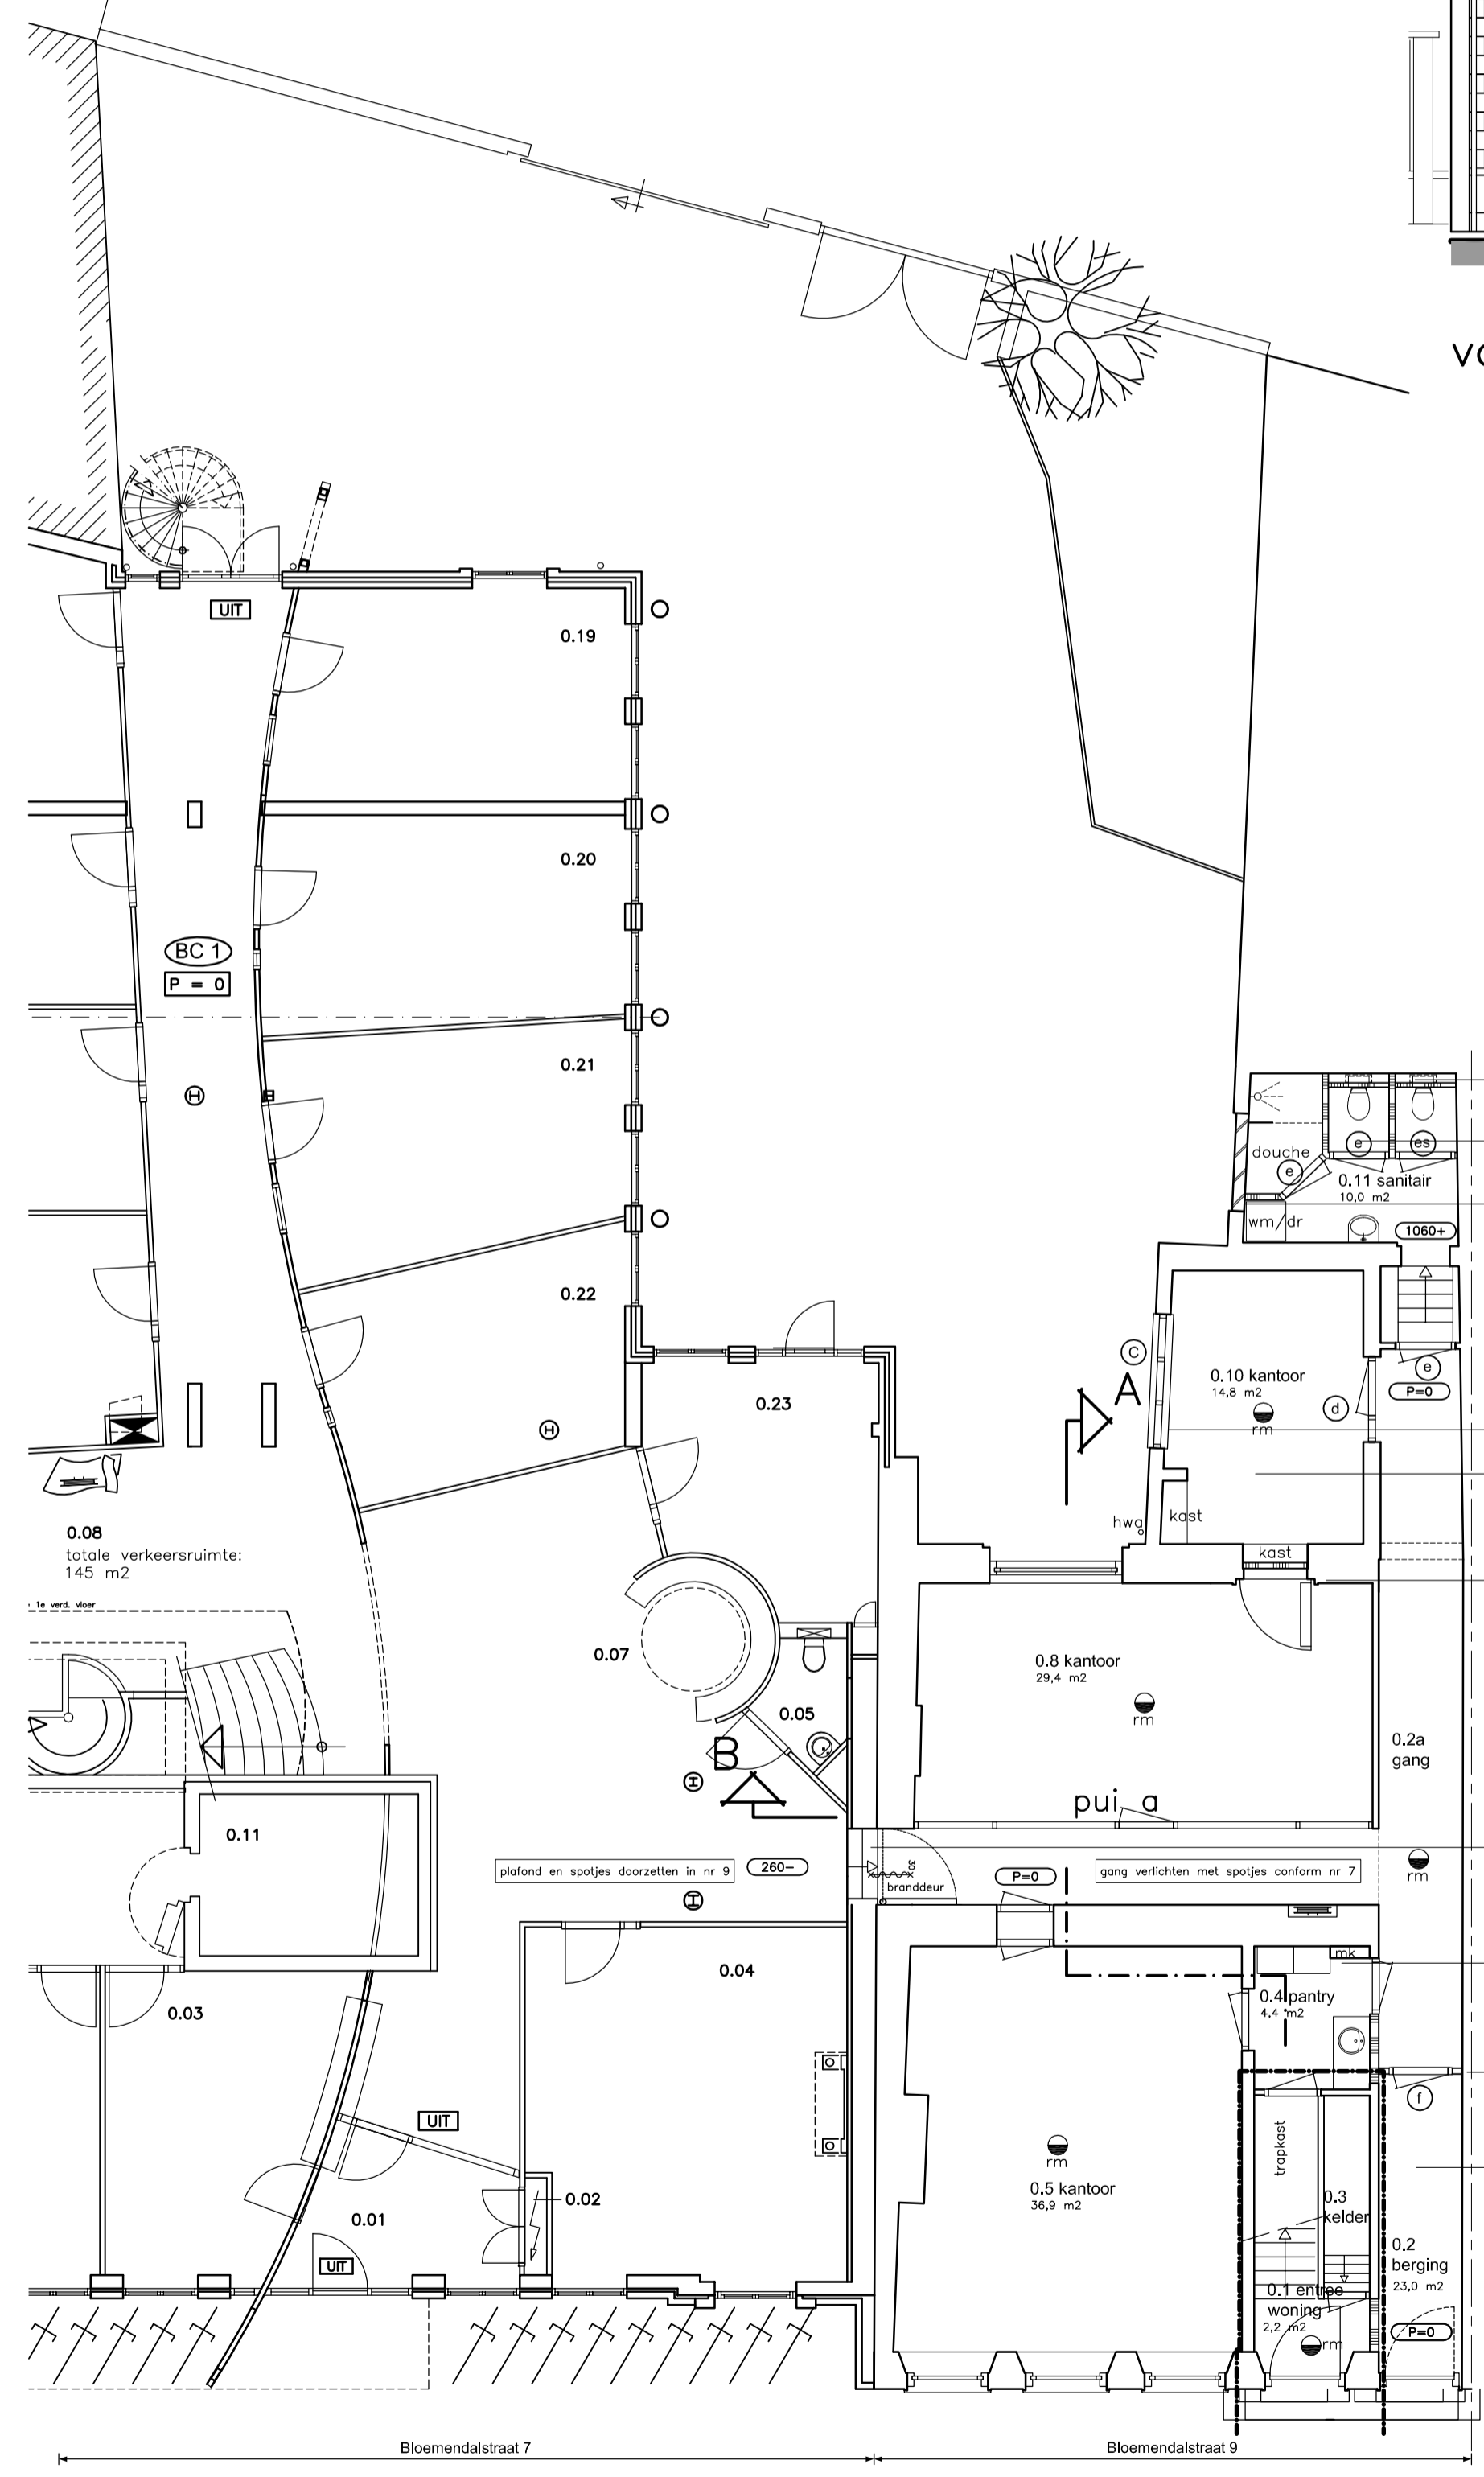 VO
UIT
0.19
0.20
BC 1
P = 0
0.21
0.22
douche
e
e
es
0.11 sanitair
10,0 m2
wm/dr
1060+
C
A
0.10 kantoor
14,8 m2
rm
d
e
P=0
0.23
hwa
kast
kast
0.08
totale verkeersruimte:
145 m2
1e verd. vloer
0.07
0.05
0.8 kantoor
29,4 m2
rm
B
0.2a
gang
pui a
0.11
plafond en spotjes doorzetten in nr 9
260-
30
branddeur
P=0
gang verlichten met spotjes conform nr 7
rm
0.04
mk
0.4 pantry
4,4 m2
0.03
f
UIT
trapkast
rm
0.5 kantoor
36,9 m2
0.02
0.01
0.3
kelder
0.2
berging
23,0 m2
UIT
0.1 entree
woning
2,2 m2
rm
P=0
Bloemendalstraat 7
Bloemendalstraat 9